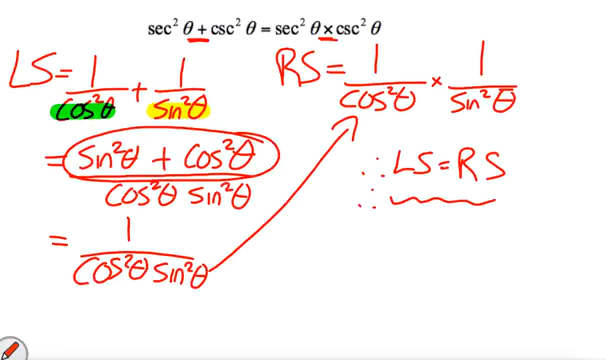 sec² θ + csc² θ = sec² θ × csc² θ
LS = 1/cos²θ + 1/sin²θ
= sin²θ + cos²θ / cos²θ sin²θ
= 1 / cos²θ sin²θ
RS = 1/cos²θ × 1/sin²θ
∴ LS = RS